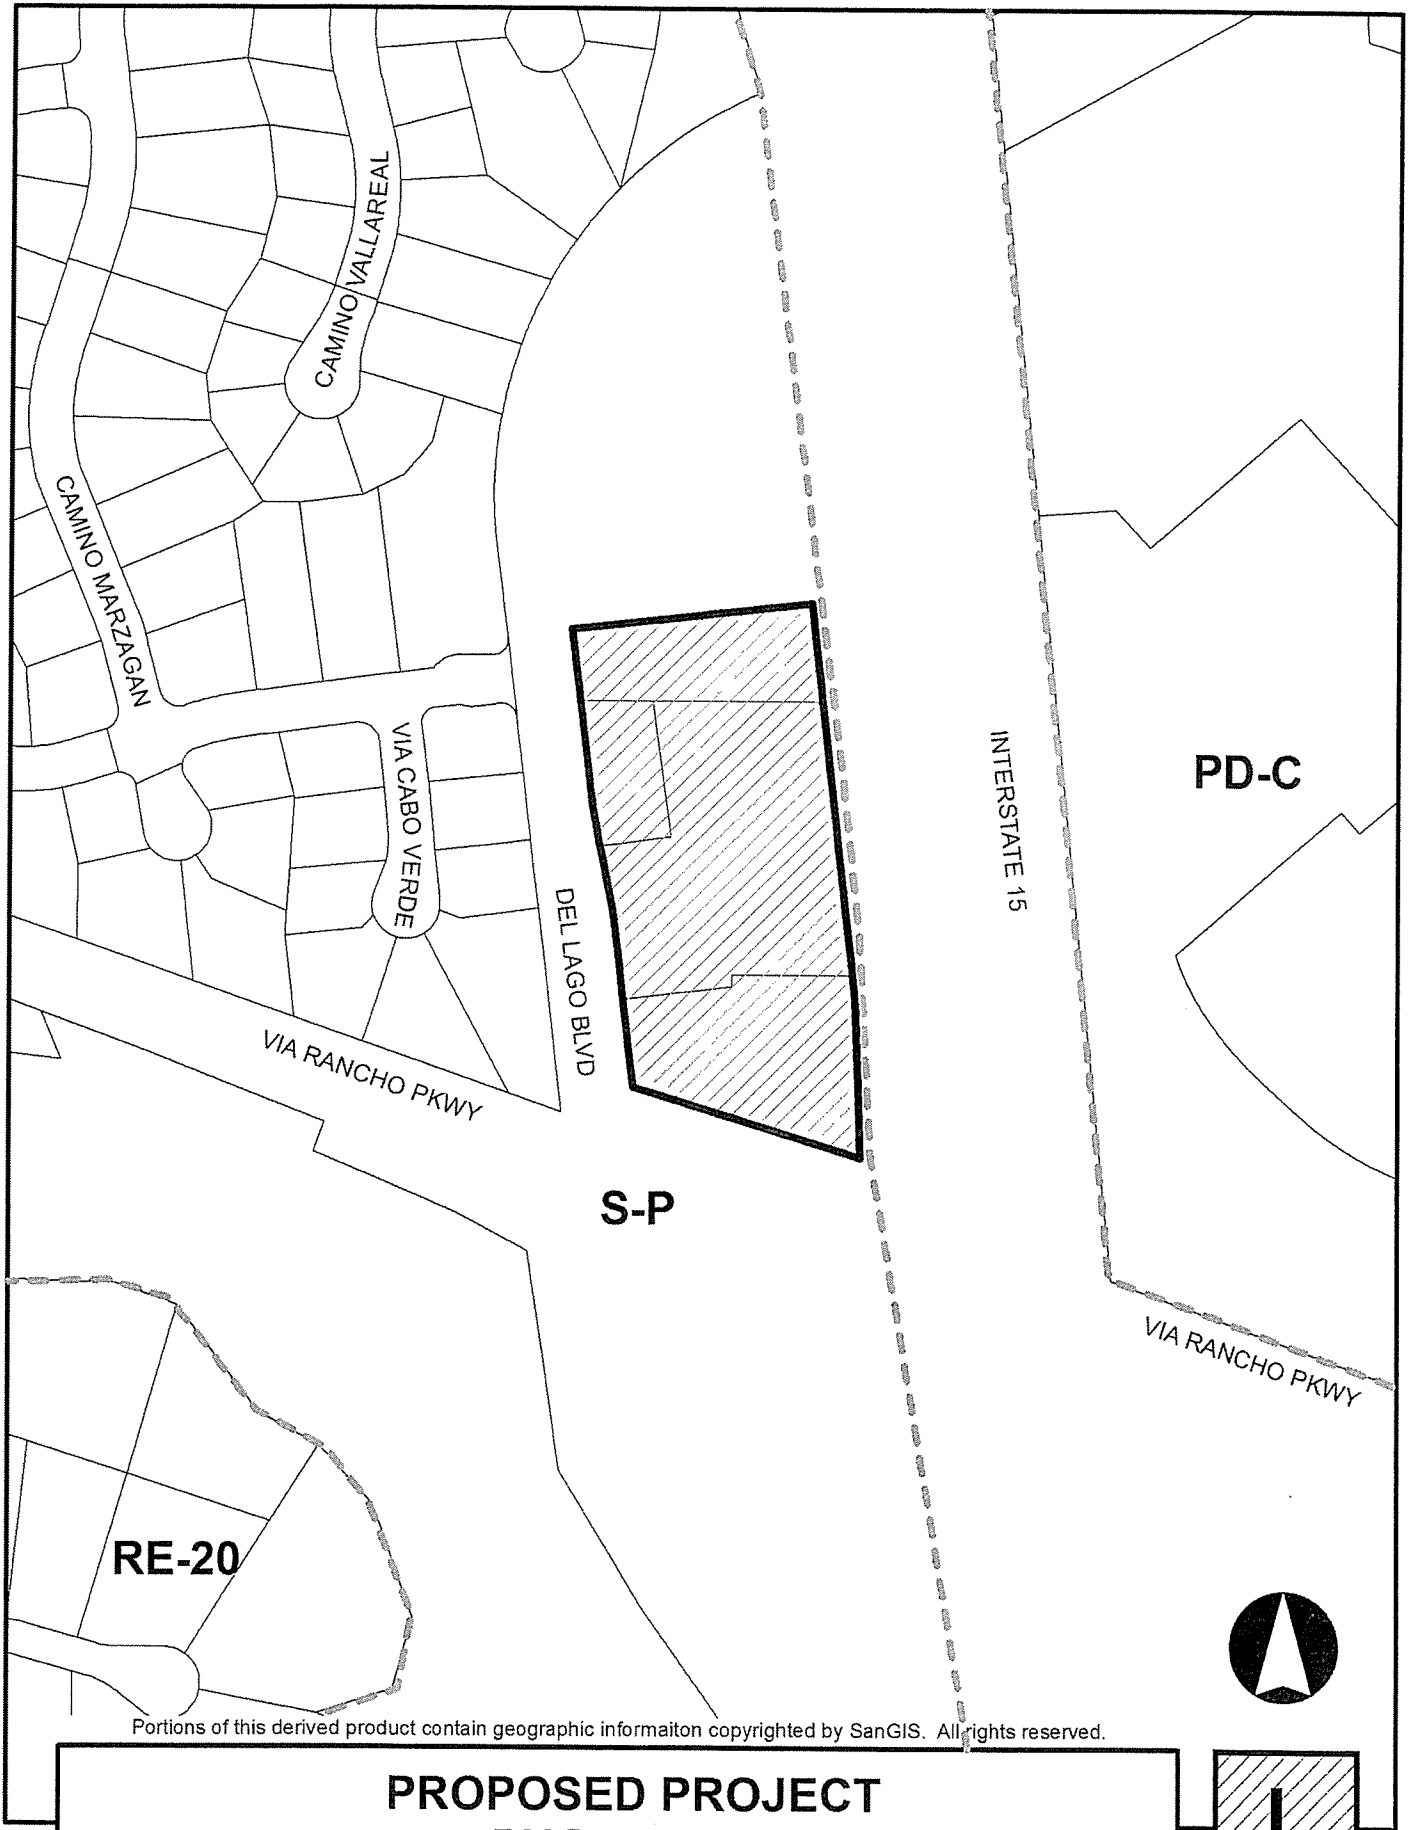 CAMINO VALLAREAL
CAMINO MARZAGAN
VIA CABO VERDE
INTERSTATE 15
PD-C
DEL LAGO BLVD
VIA RANCHO PKWY
S-P
VIA RANCHO PKWY
RE-20
Portions of this derived product contain geographic informaiton copyrighted by SanGIS. All rights reserved.
PROPOSED PROJECT